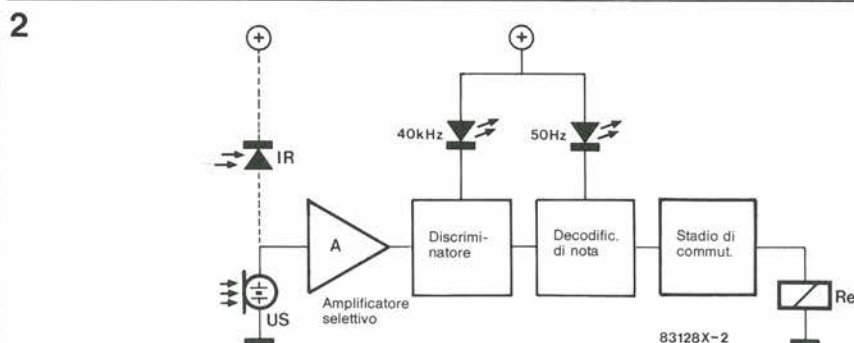 2
+
+
40kHz
50Hz
IR
A
Discrimi-
natore
Decodific.
di nota
Stadio di
commut.
Amplificatore
selettivo
US
Re
83128X-2